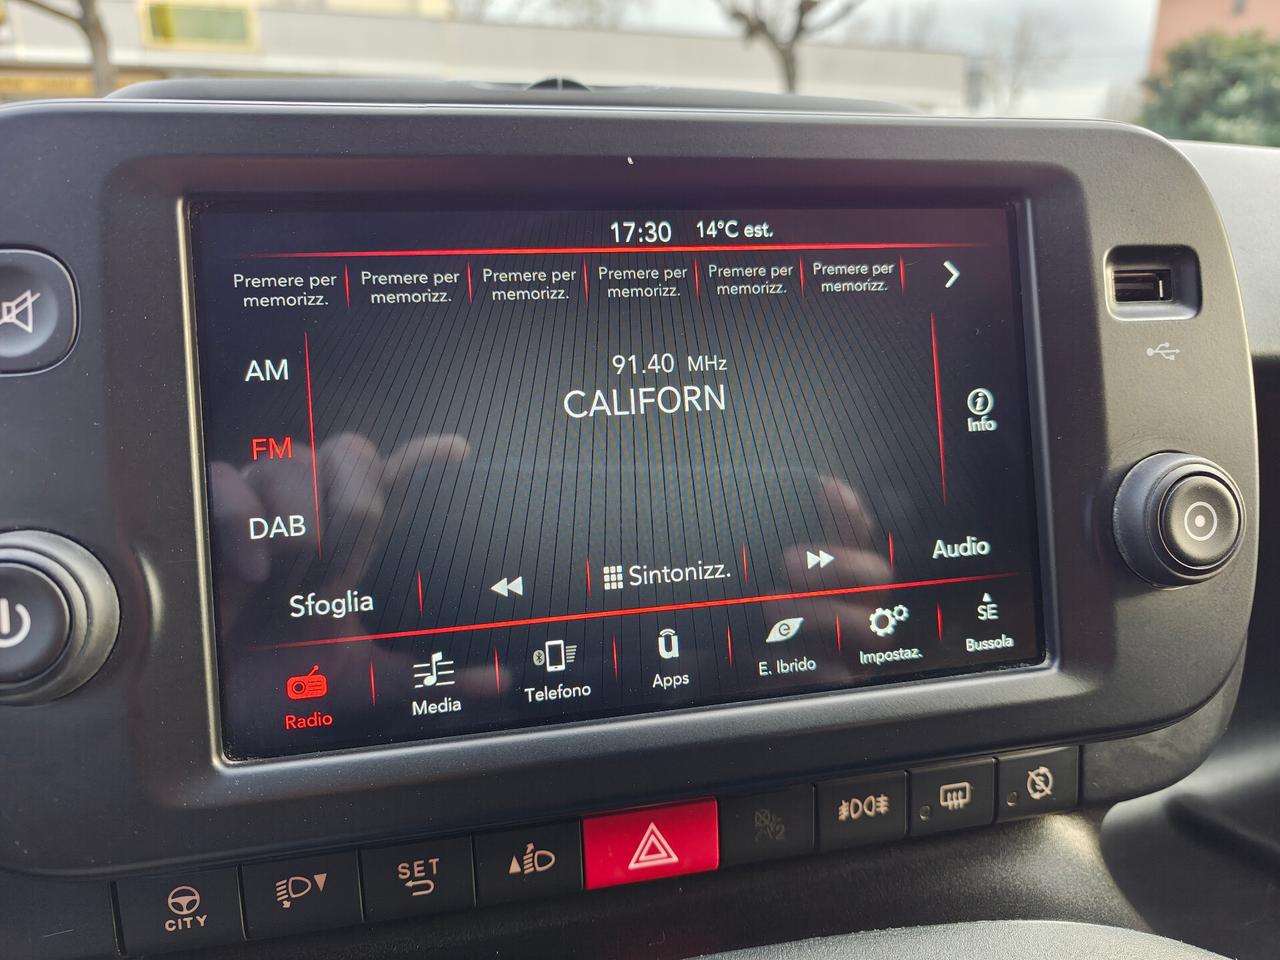 17:30 14°C est.
Premere per memorizz.
Premere per memorizz.
Premere per memorizz.
Premere per memorizz.
Premere per memorizz.
Premere per memorizz.
AM
91.40 MHz
CALIFORN
Info
FM
DAB
Sfoglia
Sintonizz.
Audio
Radio
Media
Telefono
Apps
E. Ibrido
Impostaz.
SE
Bussola
CITY
SET